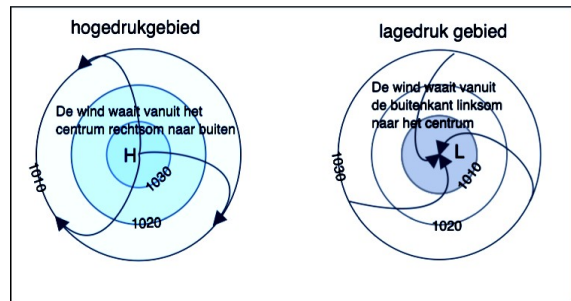 hogedrukgebied
De wind waait vanuit het
centrum rechtsom naar buiten
H
1030
1010
1020
lagedruk gebied
De wind waait vanuit
de buitenkant linksom
naar het centrum
L
1010
1030
1020